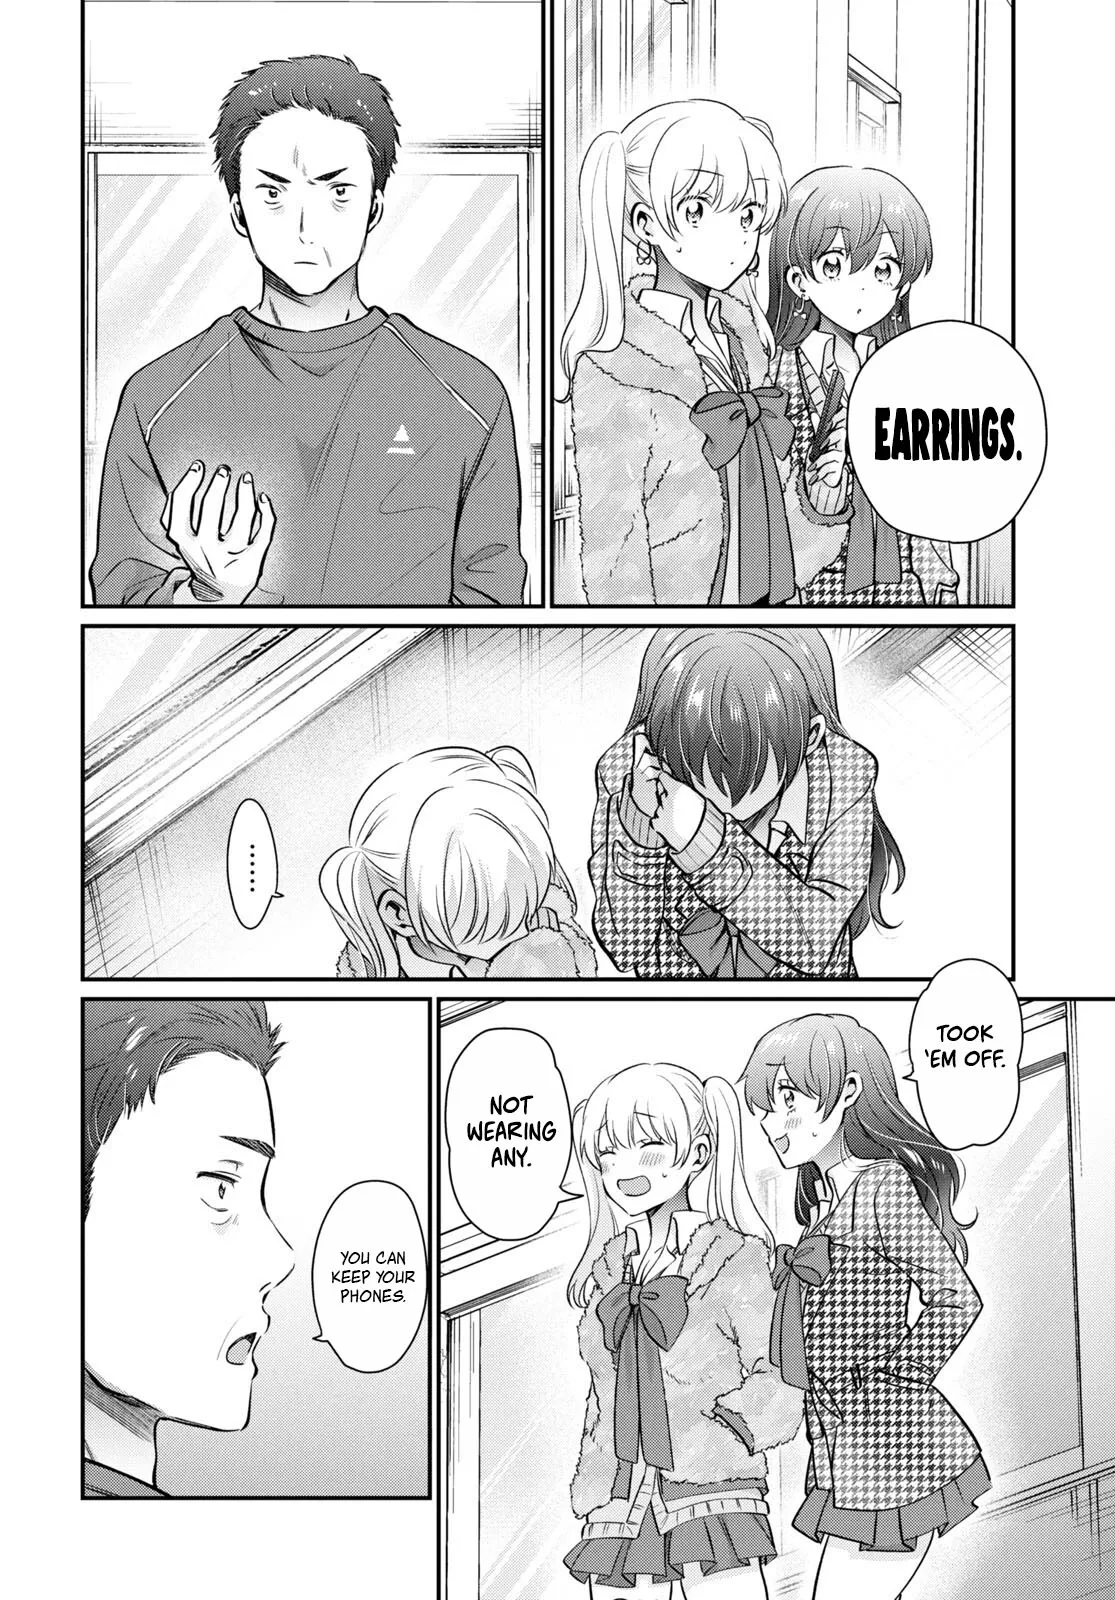 EARRINGS.
......
TOOK
'EM OFF.
NOT
WEARING
ANY.
YOU CAN
KEEP YOUR
PHONES.